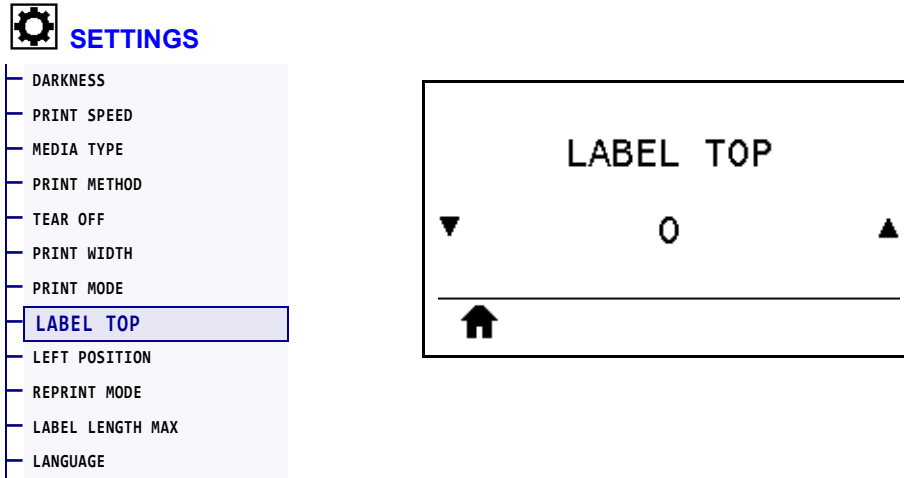 SETTINGS
DARKNESS
PRINT SPEED
MEDIA TYPE
PRINT METHOD
TEAR OFF
PRINT WIDTH
PRINT MODE
LABEL TOP
LEFT POSITION
REPRINT MODE
LABEL LENGTH MAX
LANGUAGE
LABEL TOP
0